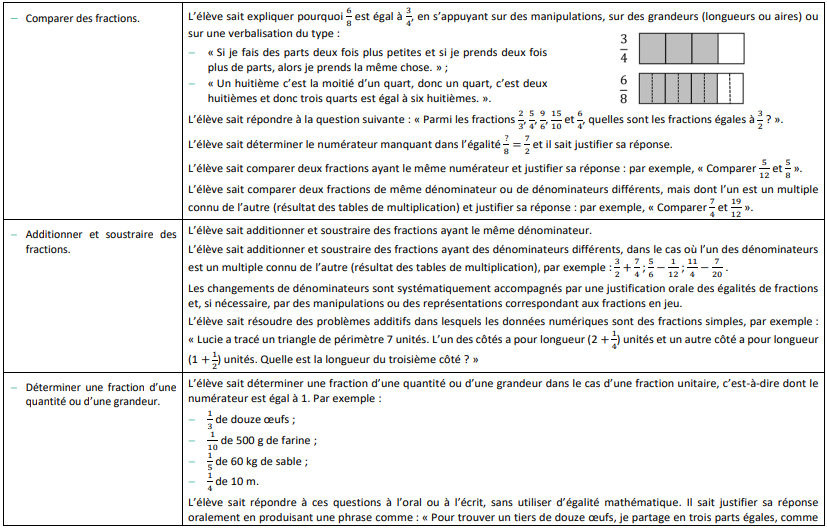 – Comparer des fractions.
L'élève sait expliquer pourquoi 6/8 est égal à 3/4, en s'appuyant sur des manipulations, sur des grandeurs (longueurs ou aires) ou
sur une verbalisation du type :
– « Si je fais des parts deux fois plus petites et si je prends deux fois
plus de parts, alors je prends la même chose. » ;
– « Un huitième c'est la moitié d'un quart, donc un quart, c'est deux
huitièmes et donc trois quarts est égal à six huitièmes. ».
3/4
6/8
L'élève sait répondre à la question suivante : « Parmi les fractions 2/3, 5/4, 9/6, 15/10 et 6/4, quelles sont les fractions égales à 3/2 ? ».
L'élève sait déterminer le numérateur manquant dans l'égalité ?/8 = 7/2 et il sait justifier sa réponse.
L'élève sait comparer deux fractions ayant le même numérateur et justifier sa réponse : par exemple, « Comparer 5/12 et 5/8 ».
L'élève sait comparer deux fractions de même dénominateur ou de dénominateurs différents, mais dont l'un est un multiple
connu de l'autre (résultat des tables de multiplication) et justifier sa réponse : par exemple, « Comparer 7/4 et 19/12 ».
– Additionner et soustraire des
fractions.
L'élève sait additionner et soustraire des fractions ayant le même dénominateur.
L'élève sait additionner et soustraire des fractions ayant des dénominateurs différents, dans le cas où l'un des dénominateurs
est un multiple connu de l'autre (résultat des tables de multiplication), par exemple : 3/2 + 7/4 ; 5/6 − 1/12 ; 11/4 − 7/20 .
Les changements de dénominateurs sont systématiquement accompagnés par une justification orale des égalités de fractions
et, si nécessaire, par des manipulations ou des représentations correspondant aux fractions en jeu.
L'élève sait résoudre des problèmes additifs dans lesquels les données numériques sont des fractions simples, par exemple :
« Lucie a tracé un triangle de périmètre 7 unités. L'un des côtés a pour longueur (2 + 1/4) unités et un autre côté a pour longueur
(1 + 1/2) unités. Quelle est la longueur du troisième côté ? »
– Déterminer une fraction d'une
quantité ou d'une grandeur.
L'élève sait déterminer une fraction d'une quantité ou d'une grandeur dans le cas d'une fraction unitaire, c'est-à-dire dont le
numérateur est égal à 1. Par exemple :
– 1/3 de douze œufs ;
– 1/10 de 500 g de farine ;
– 1/5 de 60 kg de sable ;
– 1/4 de 10 m.
L'élève sait répondre à ces questions à l'oral ou à l'écrit, sans utiliser d'égalité mathématique. Il sait justifier sa réponse
oralement en produisant une phrase comme : « Pour trouver un tiers de douze œufs, je partage en trois parts égales, comme